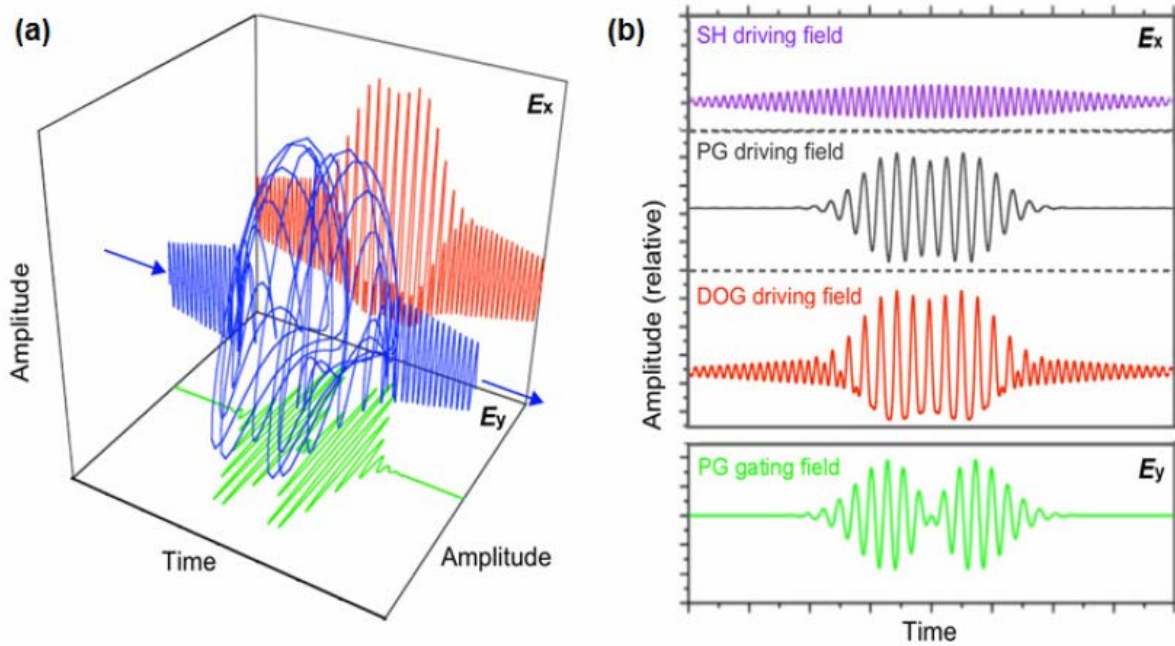 (a)
Ex
Amplitude
Ey
Time
Amplitude
(b)
SH driving field
Ex
PG driving field
Amplitude (relative)
DOG driving field
PG gating field
Ey
Time